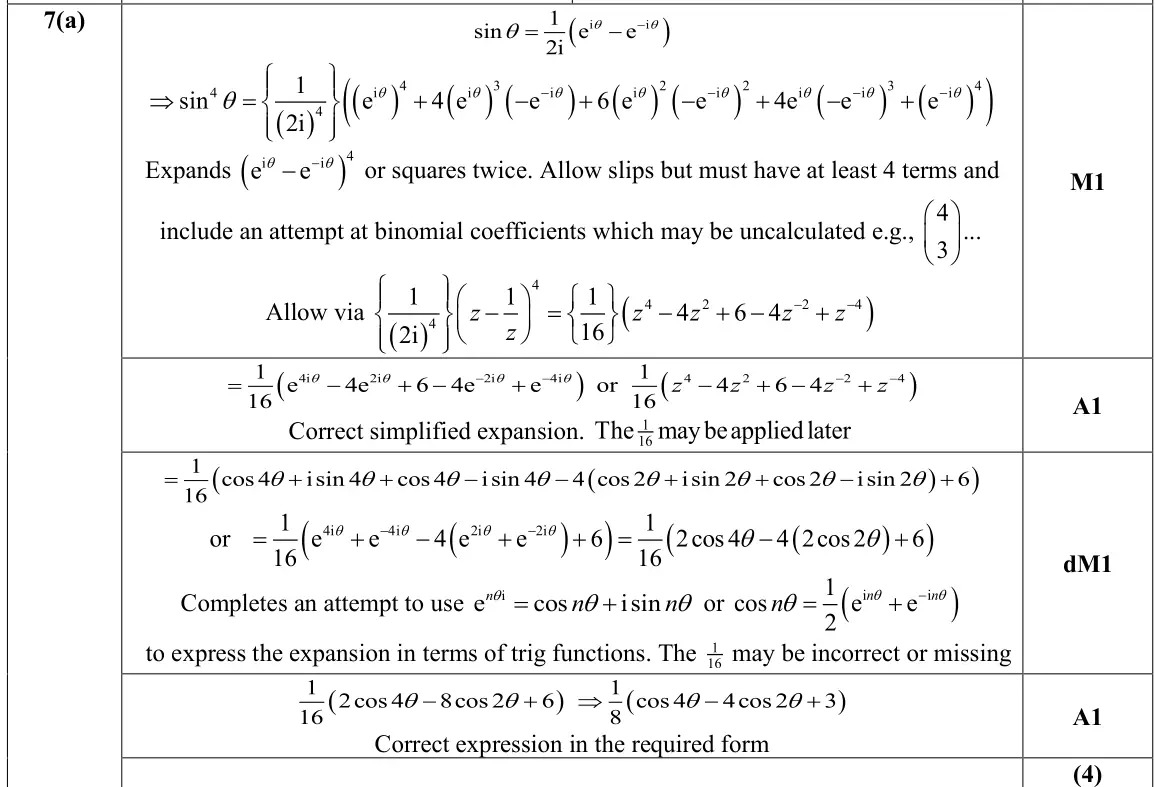 7(a)
sin θ = 1/2i (e^{iθ} − e^{−iθ})
⇒ sin⁴ θ = {1/(2i)⁴} ((e^{iθ})⁴ + 4(e^{iθ})³(−e^{−iθ}) + 6(e^{iθ})²(−e^{−iθ})² + 4e^{iθ}(−e^{−iθ})³ + (e^{−iθ})⁴)
Expands (e^{iθ} − e^{−iθ})⁴ or squares twice. Allow slips but must have at least 4 terms and
M1
include an attempt at binomial coefficients which may be uncalculated e.g., (4 3)...
Allow via {1/(2i)⁴} (z − 1/z)⁴ = {1/16} (z⁴ − 4z² + 6 − 4z⁻² + z⁻⁴)
= 1/16 (e^{4iθ} − 4e^{2iθ} + 6 − 4e^{−2iθ} + e^{−4iθ}) or 1/16 (z⁴ − 4z² + 6 − 4z⁻² + z⁻⁴)
Correct simplified expansion. The 1/16 may be applied later
A1
= 1/16 (cos 4θ + i sin 4θ + cos 4θ − i sin 4θ − 4(cos 2θ + i sin 2θ + cos 2θ − i sin 2θ) + 6)
or = 1/16 (e^{4iθ} + e^{−4iθ} − 4(e^{2iθ} + e^{−2iθ}) + 6) = 1/16 (2cos 4θ − 4(2cos 2θ) + 6)
dM1
Completes an attempt to use e^{nθi} = cos nθ + i sin nθ or cos nθ = 1/2 (e^{inθ} + e^{−inθ})
to express the expansion in terms of trig functions. The 1/16 may be incorrect or missing
1/16 (2cos 4θ − 8cos 2θ + 6) ⇒ 1/8 (cos 4θ − 4cos 2θ + 3)
Correct expression in the required form
A1
(4)